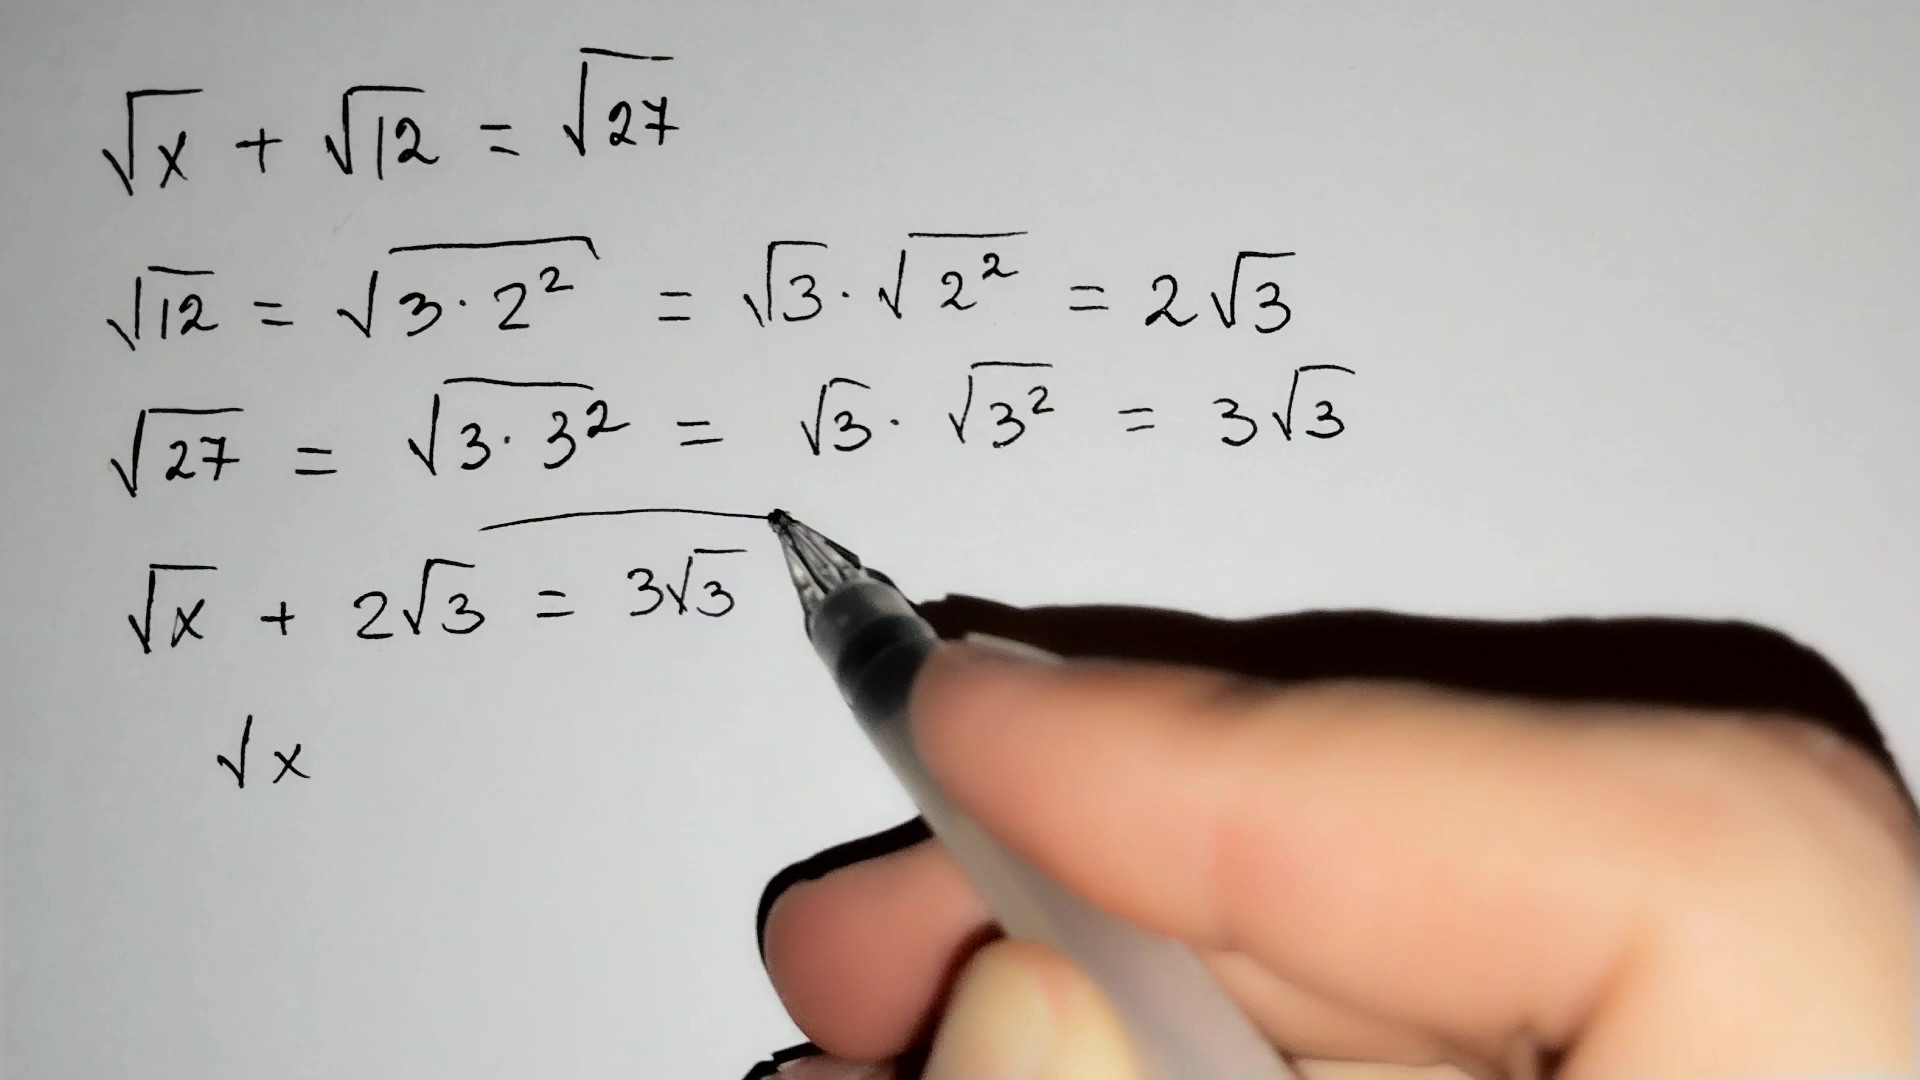 √x + √12 = √27
√12 = √3·2² = √3 · √2² = 2√3
√27 = √3·3² = √3 · √3² = 3√3
√x + 2√3 = 3√3
√x